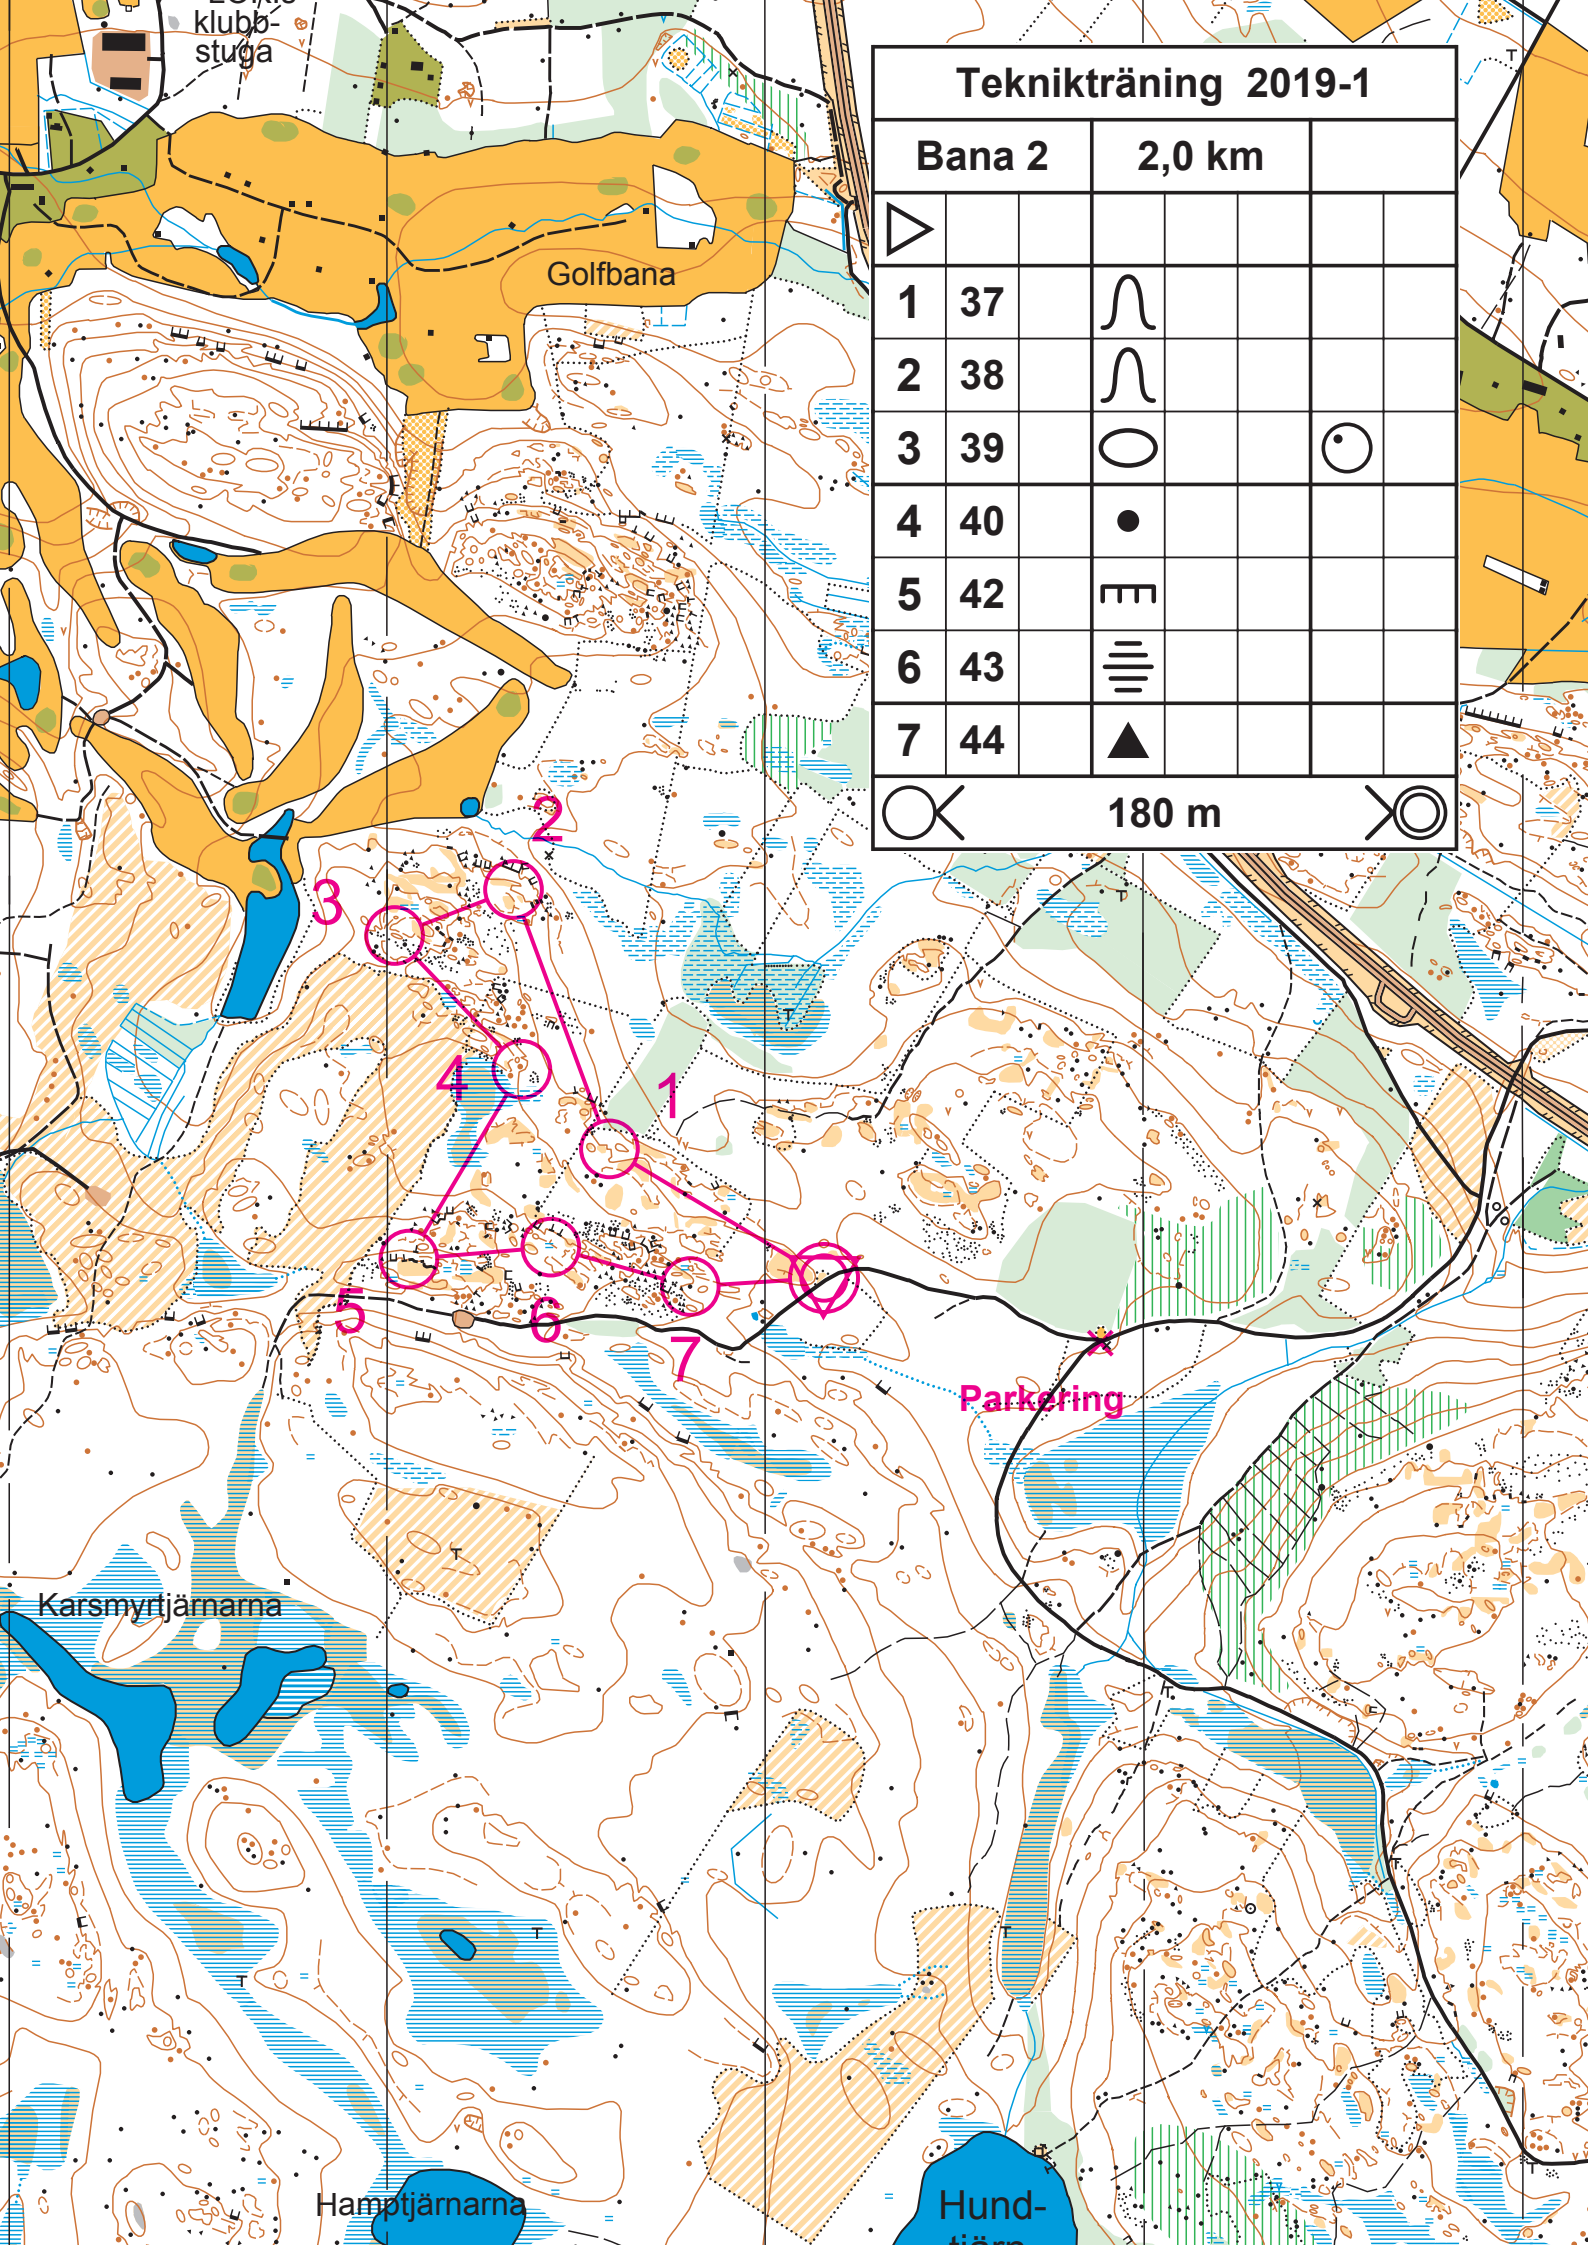 klubb-
stuga
Teknikträning 2019-1
Bana 2 2,0 km
1 37
2 38
3 39
4 40
5 42
6 43
7 44
180 m
Golfbana
2
3
4
1
5
6
7
Parkering
Karsmyrtjärnarna
Hamptjärnarna
Hund-